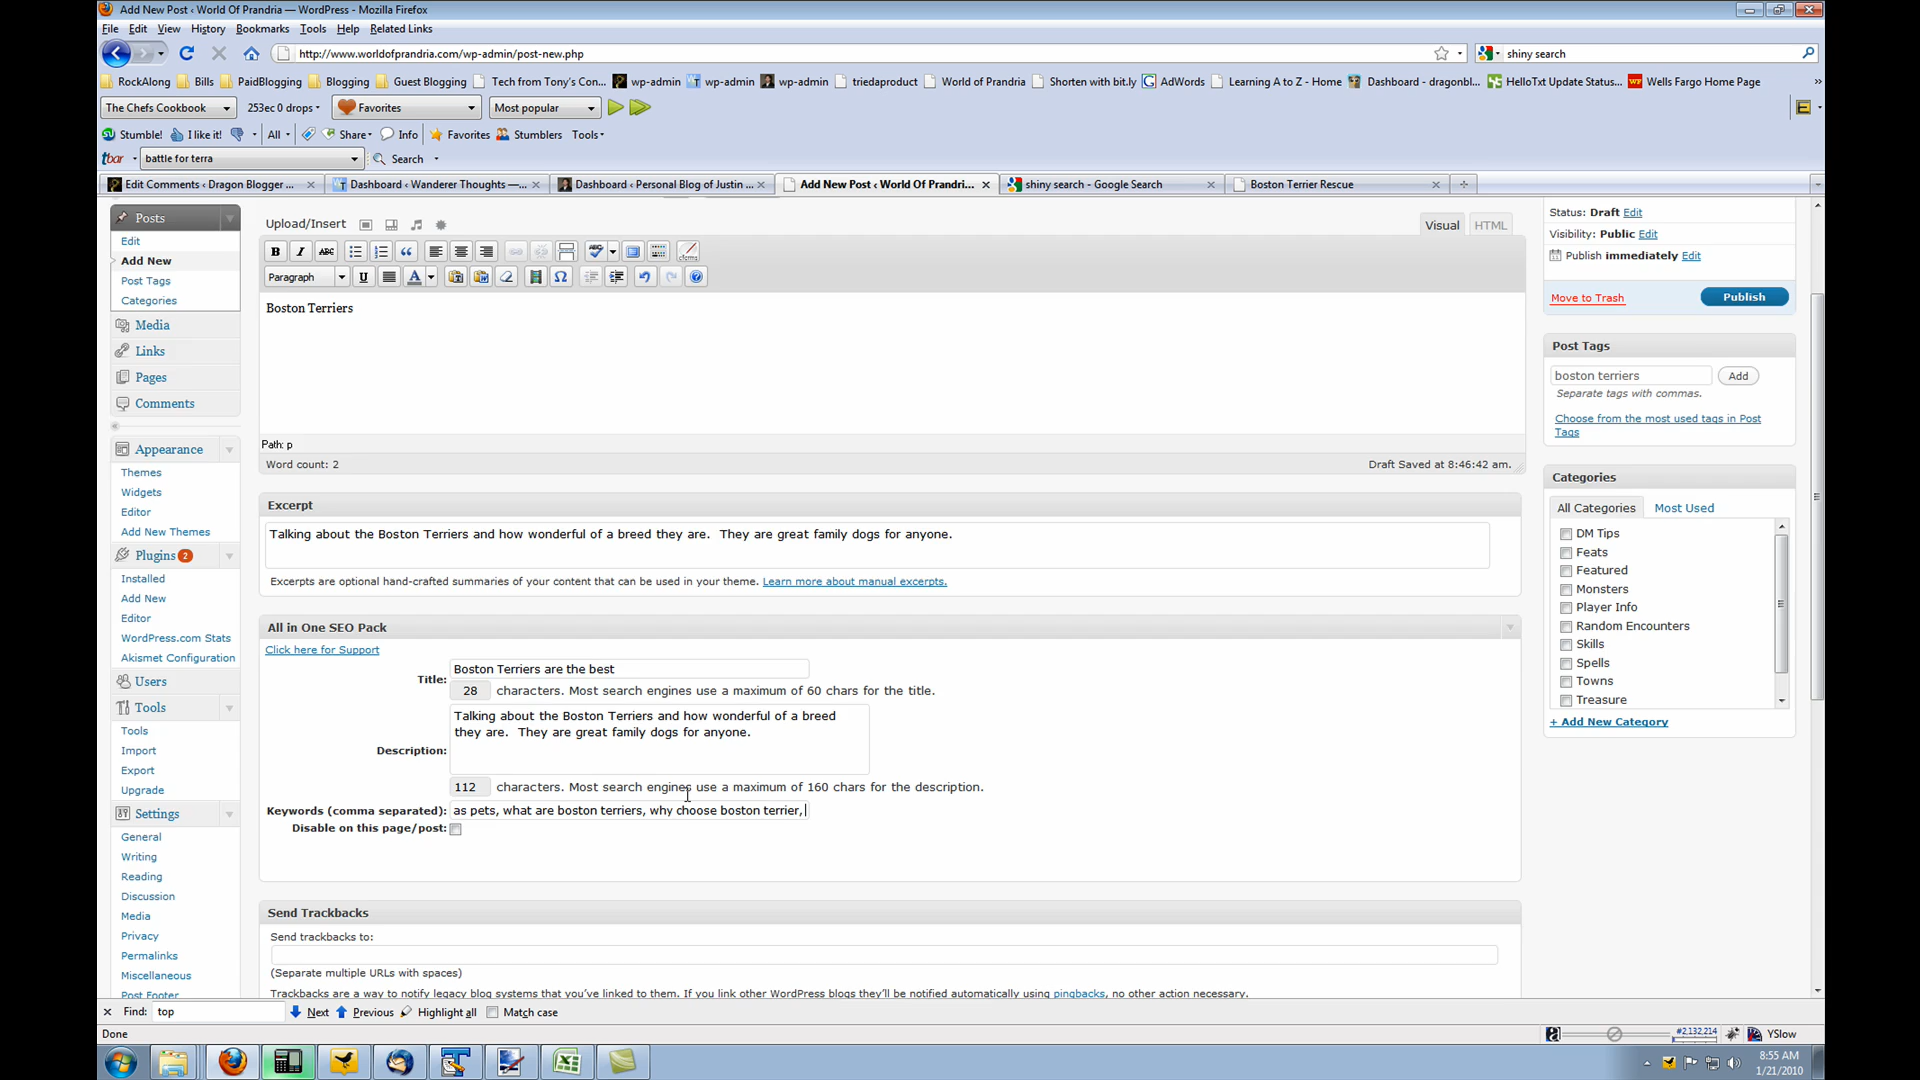 Add New Post ‹ World Of Prandria — WordPress - Mozilla Firefox
File Edit View History Bookmarks Tools Help Related Links
http://www.worldofprandria.com/wp-admin/post-new.php
shiny search
RockAlong Bills PaidBlogging Blogging Guest Blogging Tech from Tony's Con... wp-admin wp-admin wp-admin triedaproduct World of Prandria Shorten with bit.ly AdWords Learning A to Z - Home Dashboard - dragonbl... HelloTxt Update Status... Wells Fargo Home Page »
The Chefs Cookbook 253ec 0 drops Favorites Most popular
Stumble! I like it! All Share Info Favorites Stumblers Tools
tbar battle for terra Search
Edit Comments ‹ Dragon Blogger ... Dashboard ‹ Wanderer Thoughts —... Dashboard ‹ Personal Blog of Justin ... Add New Post ‹ World Of Prandri... shiny search - Google Search Boston Terrier Rescue
Posts
Edit
Add New
Post Tags
Categories
Media
Links
Pages
Comments
Appearance
Themes
Widgets
Editor
Add New Themes
Plugins 2
Installed
Add New
Editor
WordPress.com Stats
Akismet Configuration
Users
Tools
Tools
Import
Export
Upgrade
Settings
General
Writing
Reading
Discussion
Media
Privacy
Permalinks
Miscellaneous
Post Footer
Upload/Insert
Visual HTML
B I ABC
Paragraph U A Ω
Boston Terriers
Path: p
Word count: 2 Draft Saved at 8:46:42 am.
Excerpt
Talking about the Boston Terriers and how wonderful of a breed they are. They are great family dogs for anyone.
Excerpts are optional hand-crafted summaries of your content that can be used in your theme. Learn more about manual excerpts.
All in One SEO Pack
Click here for Support
Title: Boston Terriers are the best
28 characters. Most search engines use a maximum of 60 chars for the title.
Description: Talking about the Boston Terriers and how wonderful of a breed
they are. They are great family dogs for anyone.
112 characters. Most search engines use a maximum of 160 chars for the description.
Keywords (comma separated): as pets, what are boston terriers, why choose boston terrier,
Disable on this page/post:
Send Trackbacks
Send trackbacks to:
(Separate multiple URLs with spaces)
Trackbacks are a way to notify legacy blog systems that you've linked to them. If you link other WordPress blogs they'll be notified automatically using pingbacks, no other action necessary.
Status: Draft Edit
Visibility: Public Edit
Publish immediately Edit
Move to Trash Publish
Post Tags
boston terriers Add
Separate tags with commas.
Choose from the most used tags in Post
Tags
Categories
All Categories Most Used
DM Tips
Feats
Featured
Monsters
Player Info
Random Encounters
Skills
Spells
Towns
Treasure
+ Add New Category
Find: top Next Previous Highlight all Match case
Done #2,132,214 YSlow
8:55 AM
1/21/2010